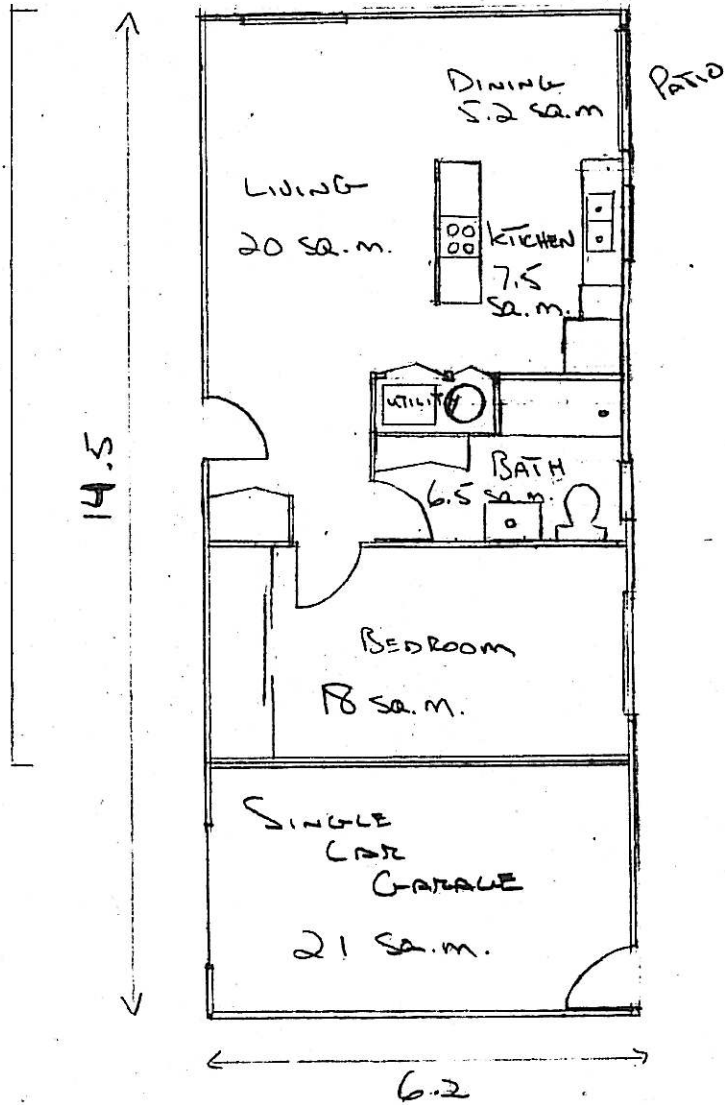 DINING
5.2 SQ.M
PATIO
LIVING
20 SQ.M.
KITCHEN
7.5
SQ.M.
UTILITY
BATH
6.5 SQ.M.
14.5
BEDROOM
18 SQ.M.
SINGLE
CAR
GARAGE
21 SQ.M.
6.2